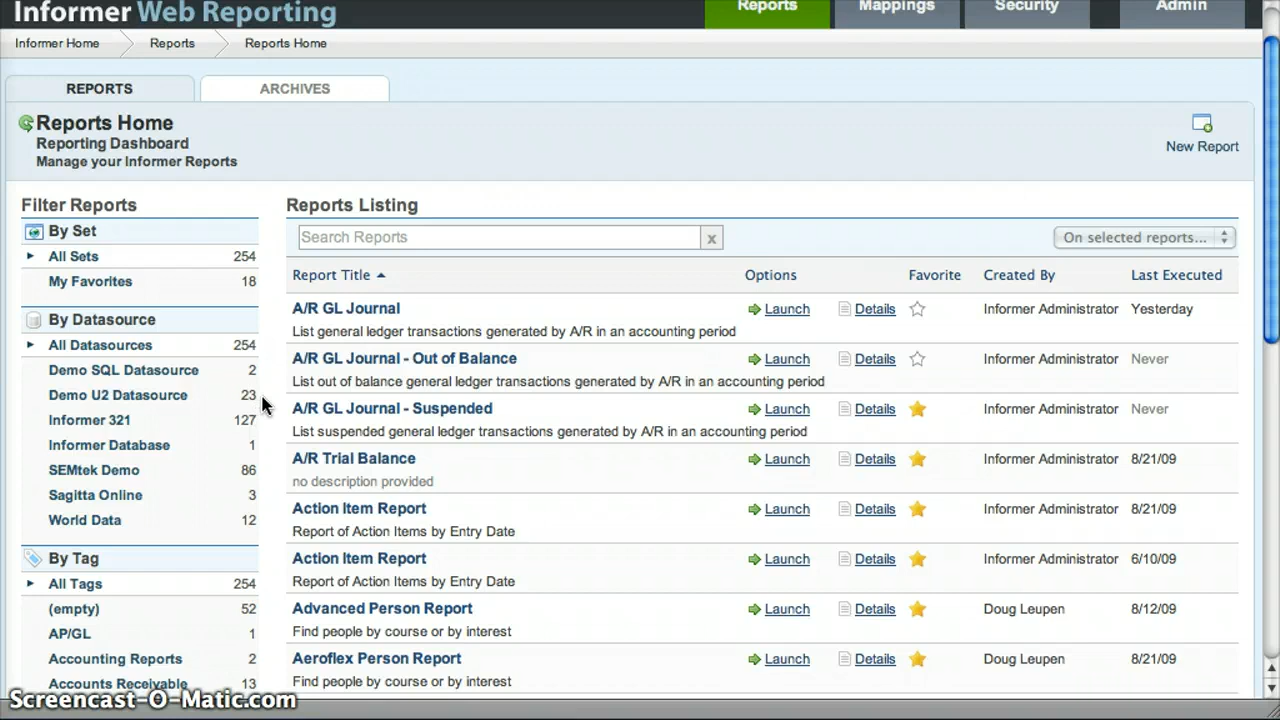 Informer Web Reporting
Reports Mappings Security Admin
Informer Home Reports Reports Home
REPORTS ARCHIVES
Reports Home
Reporting Dashboard
Manage your Informer Reports
New Report
Filter Reports
By Set
All Sets 254
My Favorites 18
By Datasource
All Datasources 254
Demo SQL Datasource 2
Demo U2 Datasource 23
Informer 321 127
Informer Database 1
SEMtek Demo 86
Sagitta Online 3
World Data 12
By Tag
All Tags 254
(empty) 52
AP/GL 1
Accounting Reports 2
Accounts Receivable 13
Reports Listing
Search Reports x On selected reports...
Report Title Options Favorite Created By Last Executed
A/R GL Journal Launch Details Informer Administrator Yesterday
List general ledger transactions generated by A/R in an accounting period
A/R GL Journal - Out of Balance Launch Details Informer Administrator Never
List out of balance general ledger transactions generated by A/R in an accounting period
A/R GL Journal - Suspended Launch Details Informer Administrator Never
List suspended general ledger transactions generated by A/R in an accounting period
A/R Trial Balance Launch Details Informer Administrator 8/21/09
no description provided
Action Item Report Launch Details Informer Administrator 8/21/09
Report of Action Items by Entry Date
Action Item Report Launch Details Informer Administrator 6/10/09
Report of Action Items by Entry Date
Advanced Person Report Launch Details Doug Leupen 8/12/09
Find people by course or by interest
Aeroflex Person Report Launch Details Doug Leupen 8/21/09
Find people by course or by interest
Screencast-O-Matic.com